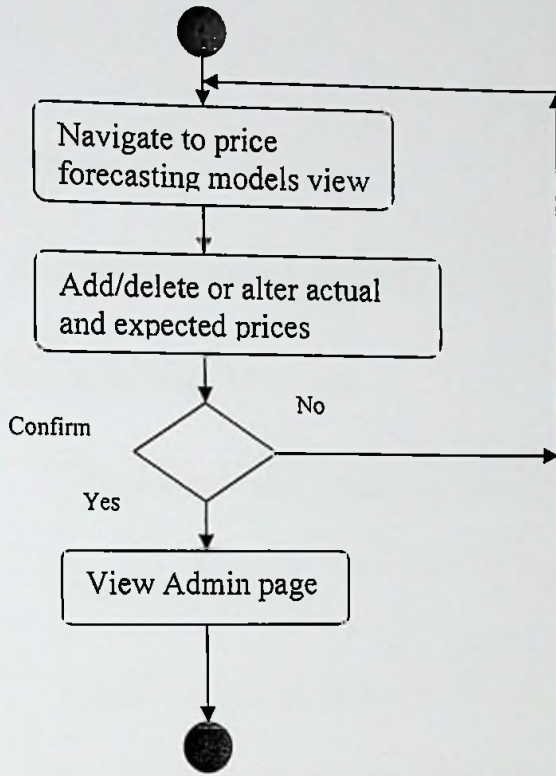 Navigate to price
forecasting models view
Add/delete or alter actual
and expected prices
Confirm
No
Yes
View Admin page